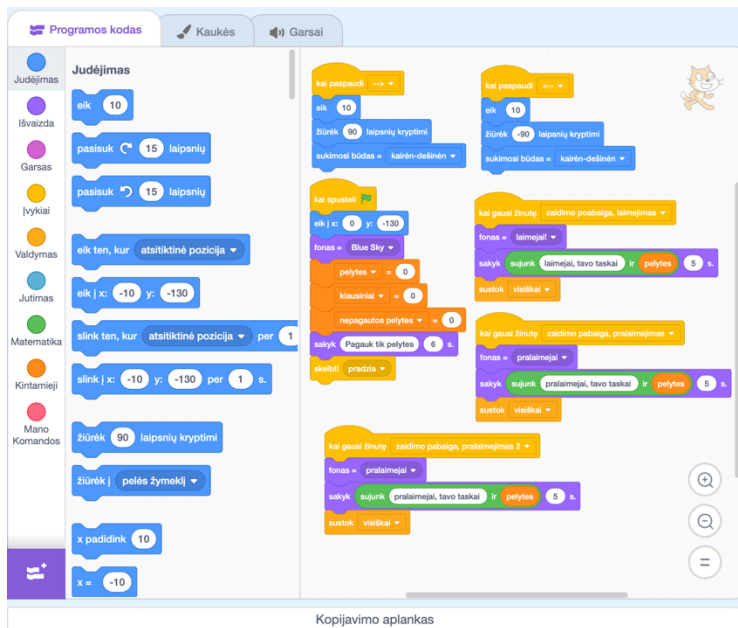 Programos kodas
Kaukės
Garsai
Judėjimas
Išvaizda
Garsas
Įvykiai
Valdymas
Jutimas
Matematika
Kintamieji
Mano
Komandos
Judėjimas
eik 10
pasisuk 15 laipsnių
pasisuk 15 laipsnių
eik ten, kur atsitiktinė pozicija
eik į x: -10 y: -130
slink ten, kur atsitiktinė pozicija per 1
slink į x: -10 y: -130 per 1 s.
žiūrėk 90 laipsnių kryptimi
žiūrėk į pelės žymeklį
x padidink 10
x = -10
kai paspaudi -->
eik 10
žiūrėk 90 laipsnių kryptimi
sukimosi būdas = kairėn-dešinėn
kai paspaudi <--
eik 10
žiūrėk -90 laipsnių kryptimi
sukimosi būdas = kairėn-dešinėn
kai spusteli
eik į x: 0 y: -130
fonas = Blue Sky
pelytes = 0
kiausiniai = 0
nepagautos pelytes = 0
sakyk Pagauk tik pelytes 6 s.
skelbti pradzia
kai gausi žinutę zaidimo poabaiga, laimejimas
fonas = laimejai!
sakyk sujunk laimejai, tavo taskai ir pelytes 5 s.
sustok visiškai
kai gausi žinutę zaidimo pabaiga, pralaimejimas
fonas = pralaimejai
sakyk sujunk pralaimejai, tavo taskai ir pelytes 5 s.
sustok visiškai
kai gausi žinutę zaidimo pabaiga, pralaimejimas 2
fonas = pralaimejai
sakyk sujunk pralaimejai, tavo taskai ir pelytes 5 s.
sustok visiškai
Kopijavimo aplankas